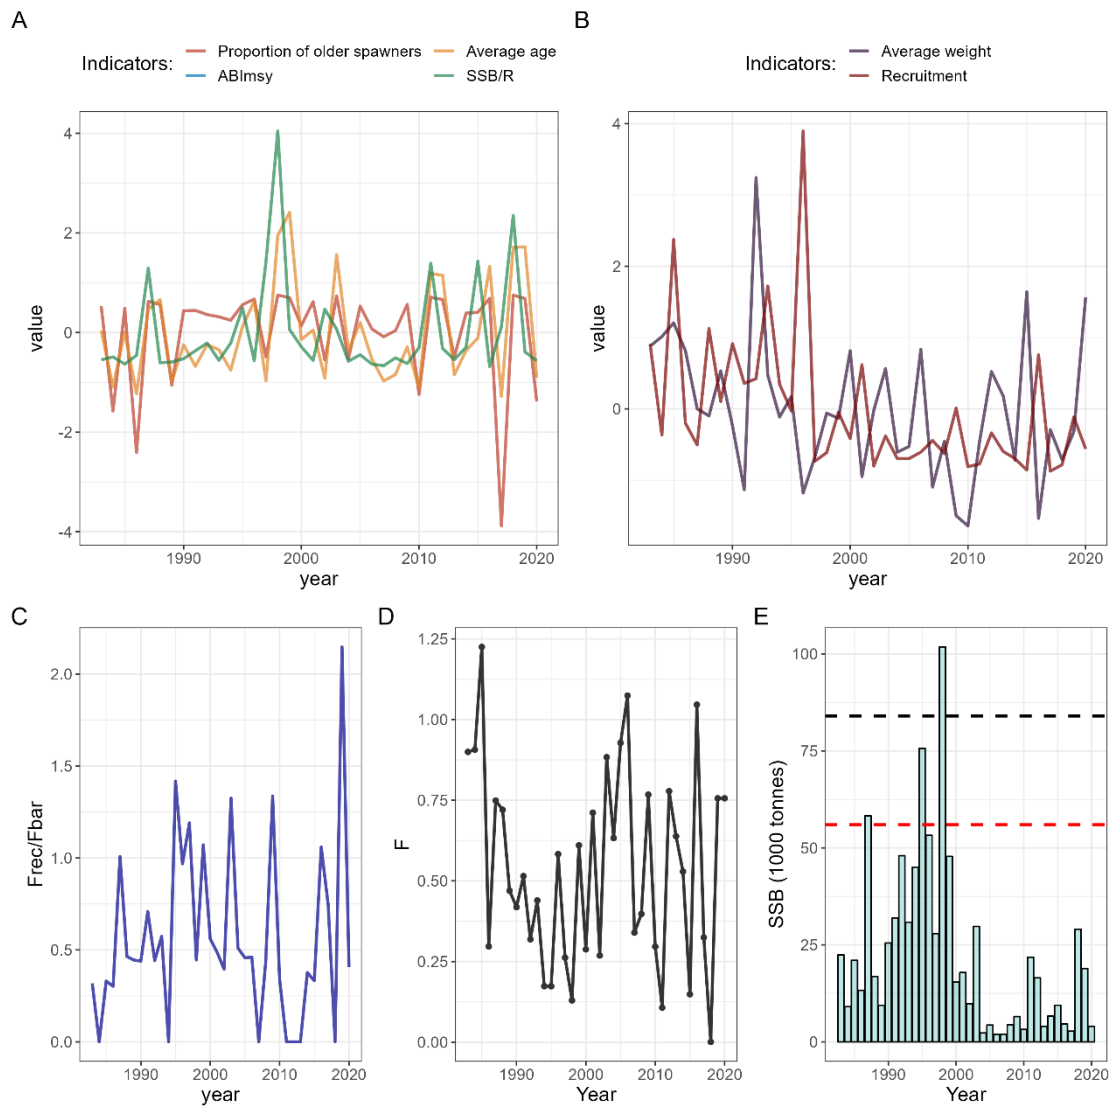 A
B
Indicators:
Proportion of older spawners
Average age
ABImsy
SSB/R
Indicators:
Average weight
Recruitment
value
4
2
0
-2
-4
1990
2000
2010
2020
year
value
4
2
0
1990
2000
2010
2020
year
C
D
E
Frec/Fbar
2.0
1.5
1.0
0.5
0.0
1990
2000
2010
2020
year
F
1.25
1.00
0.75
0.50
0.25
0.00
1990
2000
2010
2020
Year
SSB (1000 tonnes)
100
75
50
25
0
1990
2000
2010
2020
Year